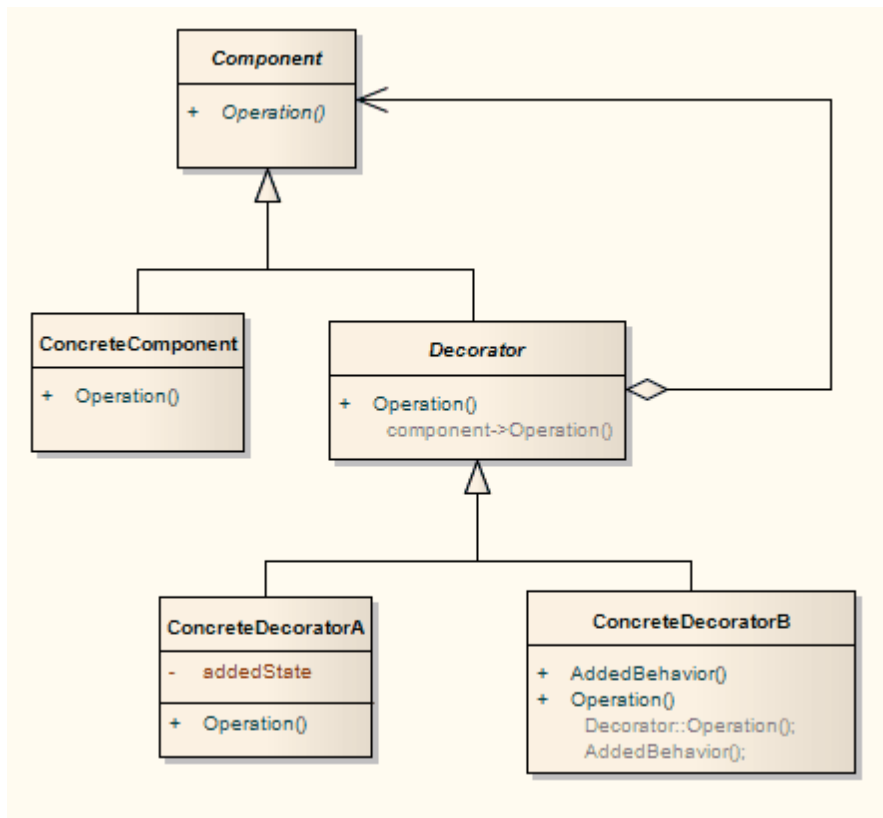 Component
+ Operation()
ConcreteComponent
+ Operation()
Decorator
+ Operation()
component->Operation()
ConcreteDecoratorA
- addedState
+ Operation()
ConcreteDecoratorB
+ AddedBehavior()
+ Operation()
Decorator::Operation();
AddedBehavior();